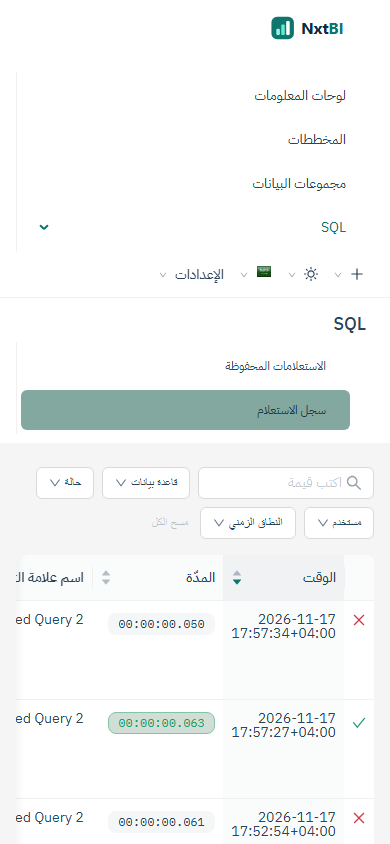 NxtBI
لوحات المعلومات
المخططات
مجموعات البيانات
SQL
الإعدادات
SQL
الاستعلامات المحفوظة
سجل الاستعلام
اكتب قيمة
قاعدة بيانات
حالة
مستخدم
النطاق الزمني
مسح الكل
الوقت
المدّة
اسم علامة
2026-11-17
17:57:34+04:00
00:00:00.050
ed Query 2
2026-11-17
17:57:27+04:00
00:00:00.063
ed Query 2
2026-11-17
17:52:54+04:00
00:00:00.061
ed Query 2